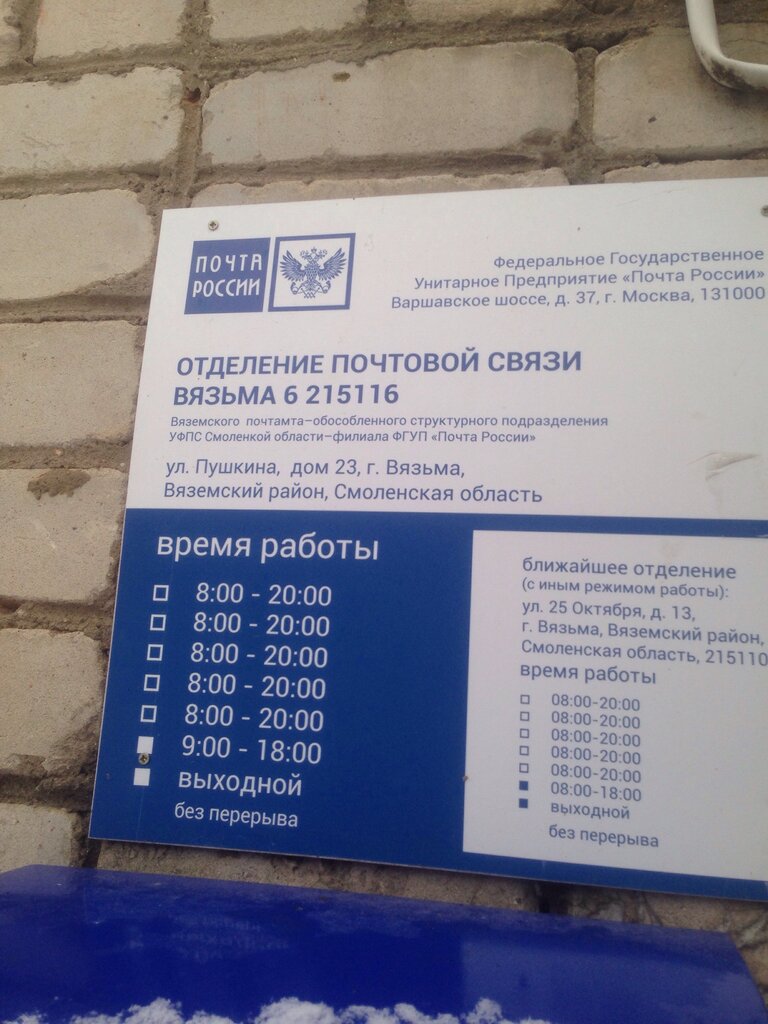 ПОЧТА
РОССИИ
Федеральное Государственное
Унитарное Предприятие «Почта России»
Варшавское шоссе, д. 37, г. Москва, 131000
ОТДЕЛЕНИЕ ПОЧТОВОЙ СВЯЗИ
ВЯЗЬМА 6 215116
Вяземского почтамта–обособленного структурного подразделения
УФПС Смоленкой области–филиала ФГУП «Почта России»
ул. Пушкина, дом 23, г. Вязьма,
Вяземский район, Смоленская область
время работы
8:00 - 20:00
8:00 - 20:00
8:00 - 20:00
8:00 - 20:00
8:00 - 20:00
9:00 - 18:00
выходной
без перерыва
ближайшее отделение
(с иным режимом работы):
ул. 25 Октября, д. 13,
г. Вязьма, Вяземский район,
Смоленская область, 215110
время работы
08:00-20:00
08:00-20:00
08:00-20:00
08:00-20:00
08:00-20:00
08:00-18:00
выходной
без перерыва